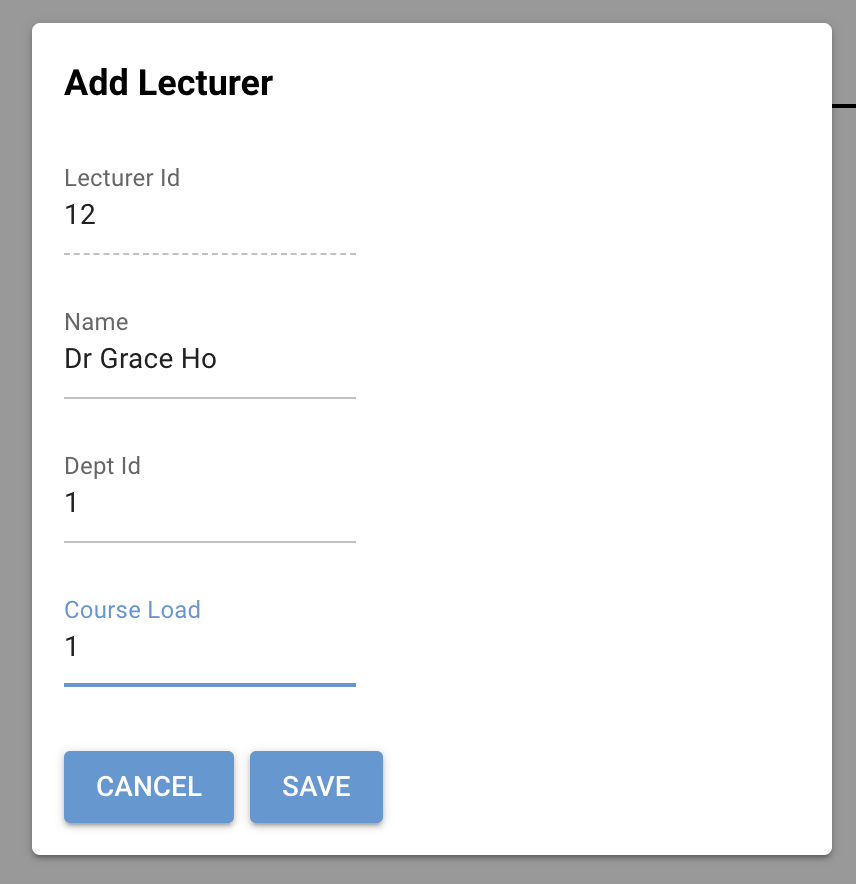 Add Lecturer
Lecturer Id
12
Name
Dr Grace Ho
Dept Id
1
Course Load
1
CANCEL SAVE